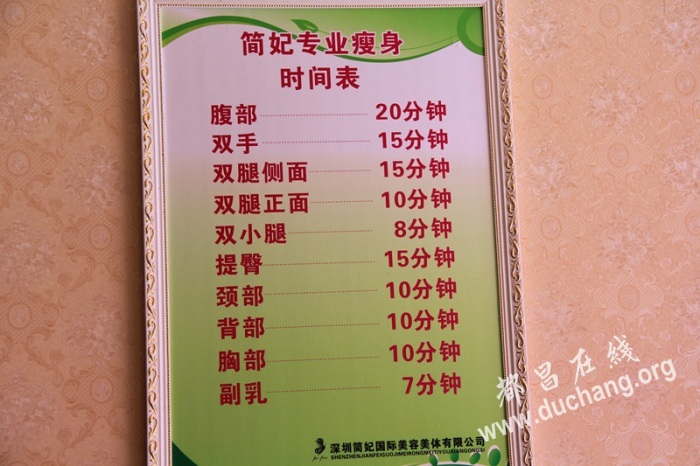 简妃专业瘦身
时间表
腹部 20分钟
双手 15分钟
双腿侧面 15分钟
双腿正面 10分钟
双小腿 8分钟
提臀 15分钟
颈部 10分钟
背部 10分钟
胸部 10分钟
副乳 7分钟
深圳简妃国际美容美体有限公司
SHENZHENJIANFEIGUOJIMEIRONGMEITIYOUXIANGONGSI
都昌在线
www.duchang.org